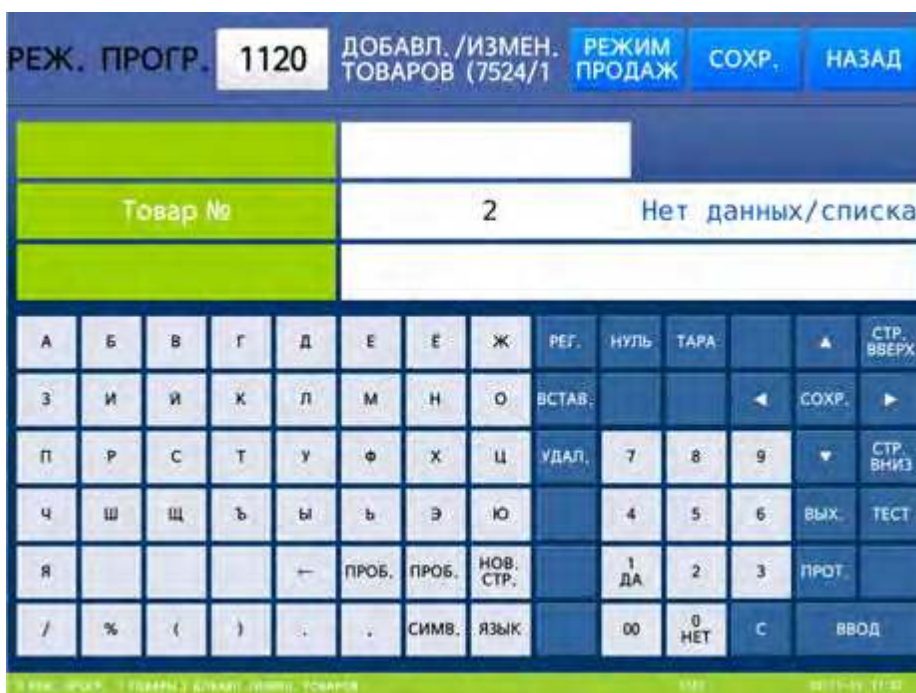 РЕЖ. ПРОГР. 1120 ДОБАВЛ./ИЗМЕН. ТОВАРОВ (7524/1 РЕЖИМ ПРОДАЖ СОХР. НАЗАД
Товар № 2 Нет данных/списка
А Б В Г Д Е Ё Ж РЕГ. НУЛЬ ТАРА ▲ СТР. ВВЕРХ
З И Й К Л М Н О ВСТАВ. ◄ СОХР. ►
П Р С Т У Ф Х Ц УДАЛ. 7 8 9 ▼ СТР. ВНИЗ
Ч Ш Щ Ъ Ы Ь Э Ю 4 5 6 ВЫХ. ТЕСТ
Я ← ПРОБ. ПРОБ. НОВ. СТР. 1 ДА 2 3 ПРОТ.
/ % ( ) . , СИМВ. ЯЗЫК 00 0 НЕТ С ВВОД